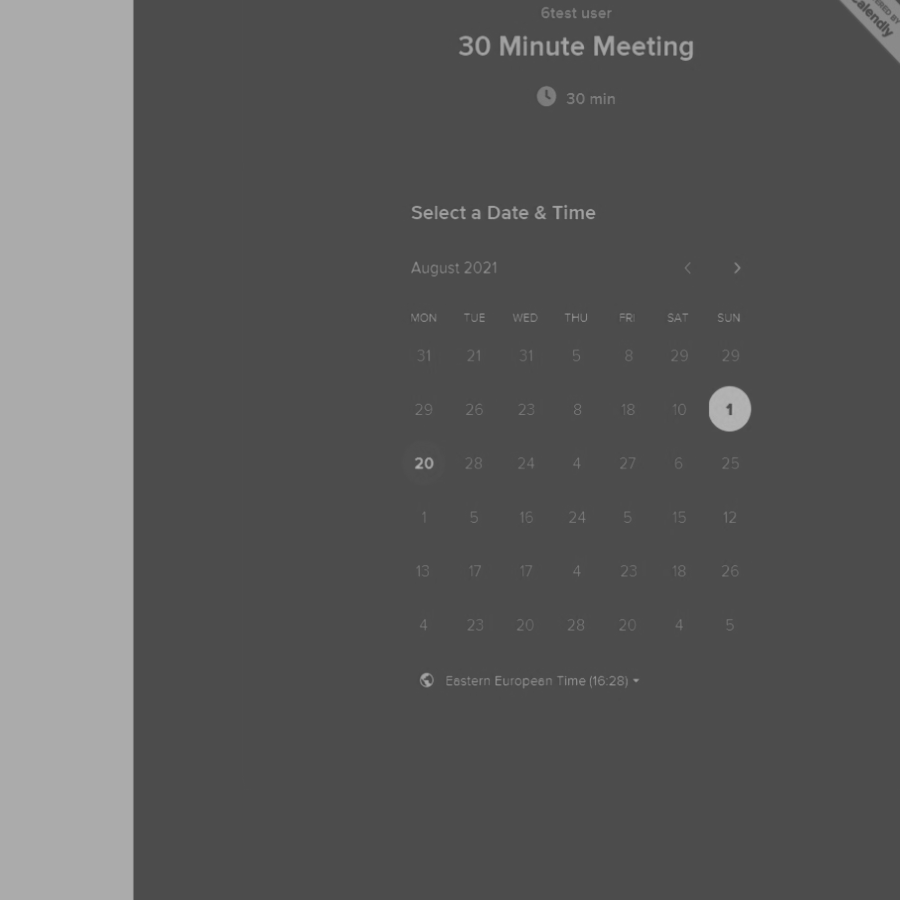 6test user
30 Minute Meeting
30 min
Select a Date & Time
August 2021
MON TUE WED THU FRI SAT SUN
31 21 31 5 8 29 29
29 26 23 8 18 10 1
20 28 24 4 27 6 25
1 5 16 24 5 15 12
13 17 17 4 23 18 26
4 23 20 28 20 4 5
Eastern European Time (16:28)